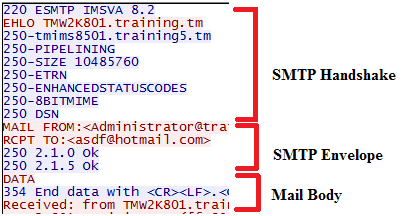 220 ESMTP IMSVA 8.2
EHLO TMW2K801.training.tm
250-tmims8501.training5.tm
250-PIPELINING
250-SIZE 10485760
250-ETRN
250-ENHANCEDSTATUSCODES
250-8BITMIME
250 DSN
SMTP Handshake
MAIL FROM:<Administrator@tra
RCPT TO:<asdf@hotmail.com>
250 2.1.0 Ok
250 2.1.5 Ok
SMTP Envelope
DATA
354 End data with <CR><LF>.<
Received: from TMW2K801.train
Mail Body